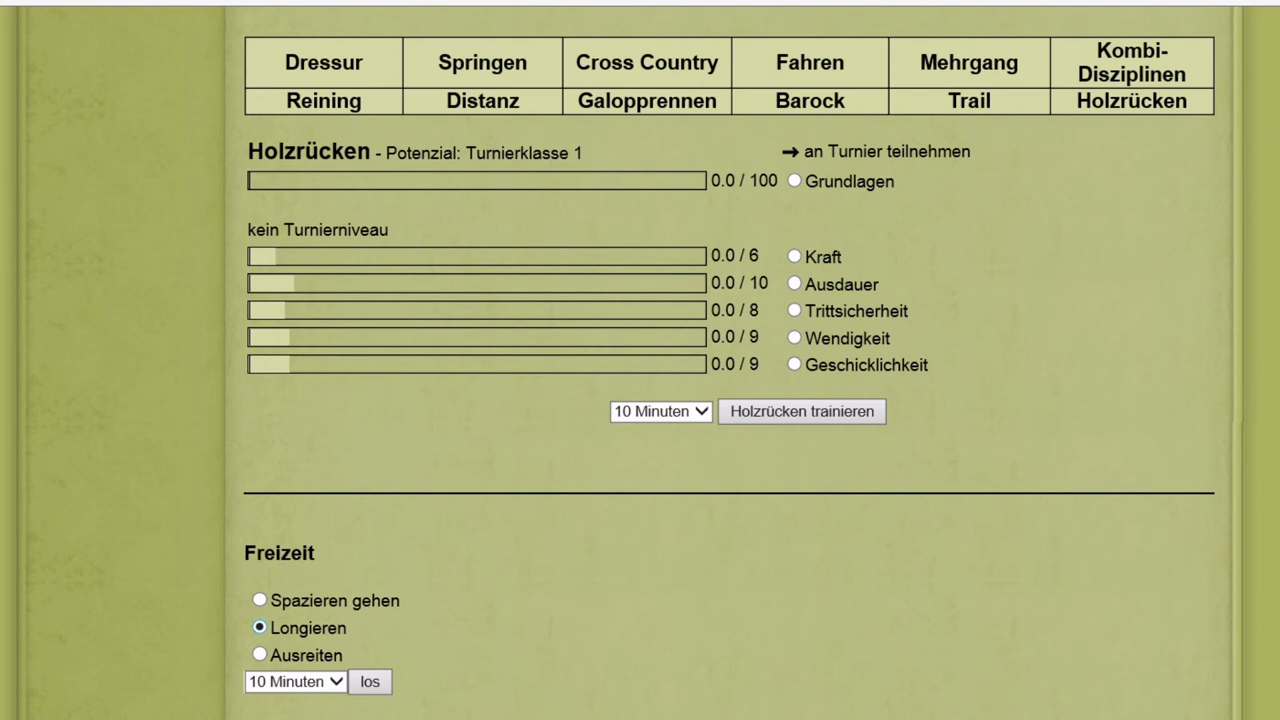 Dressur Springen Cross Country Fahren Mehrgang Kombi-
Disziplinen
Reining Distanz Galopprennen Barock Trail Holzrücken
Holzrücken - Potenzial: Turnierklasse 1 → an Turnier teilnehmen
0.0 / 100 Grundlagen
kein Turnierniveau
0.0 / 6 Kraft
0.0 / 10 Ausdauer
0.0 / 8 Trittsicherheit
0.0 / 9 Wendigkeit
0.0 / 9 Geschicklichkeit
10 Minuten Holzrücken trainieren
Freizeit
Spazieren gehen
Longieren
Ausreiten
10 Minuten los